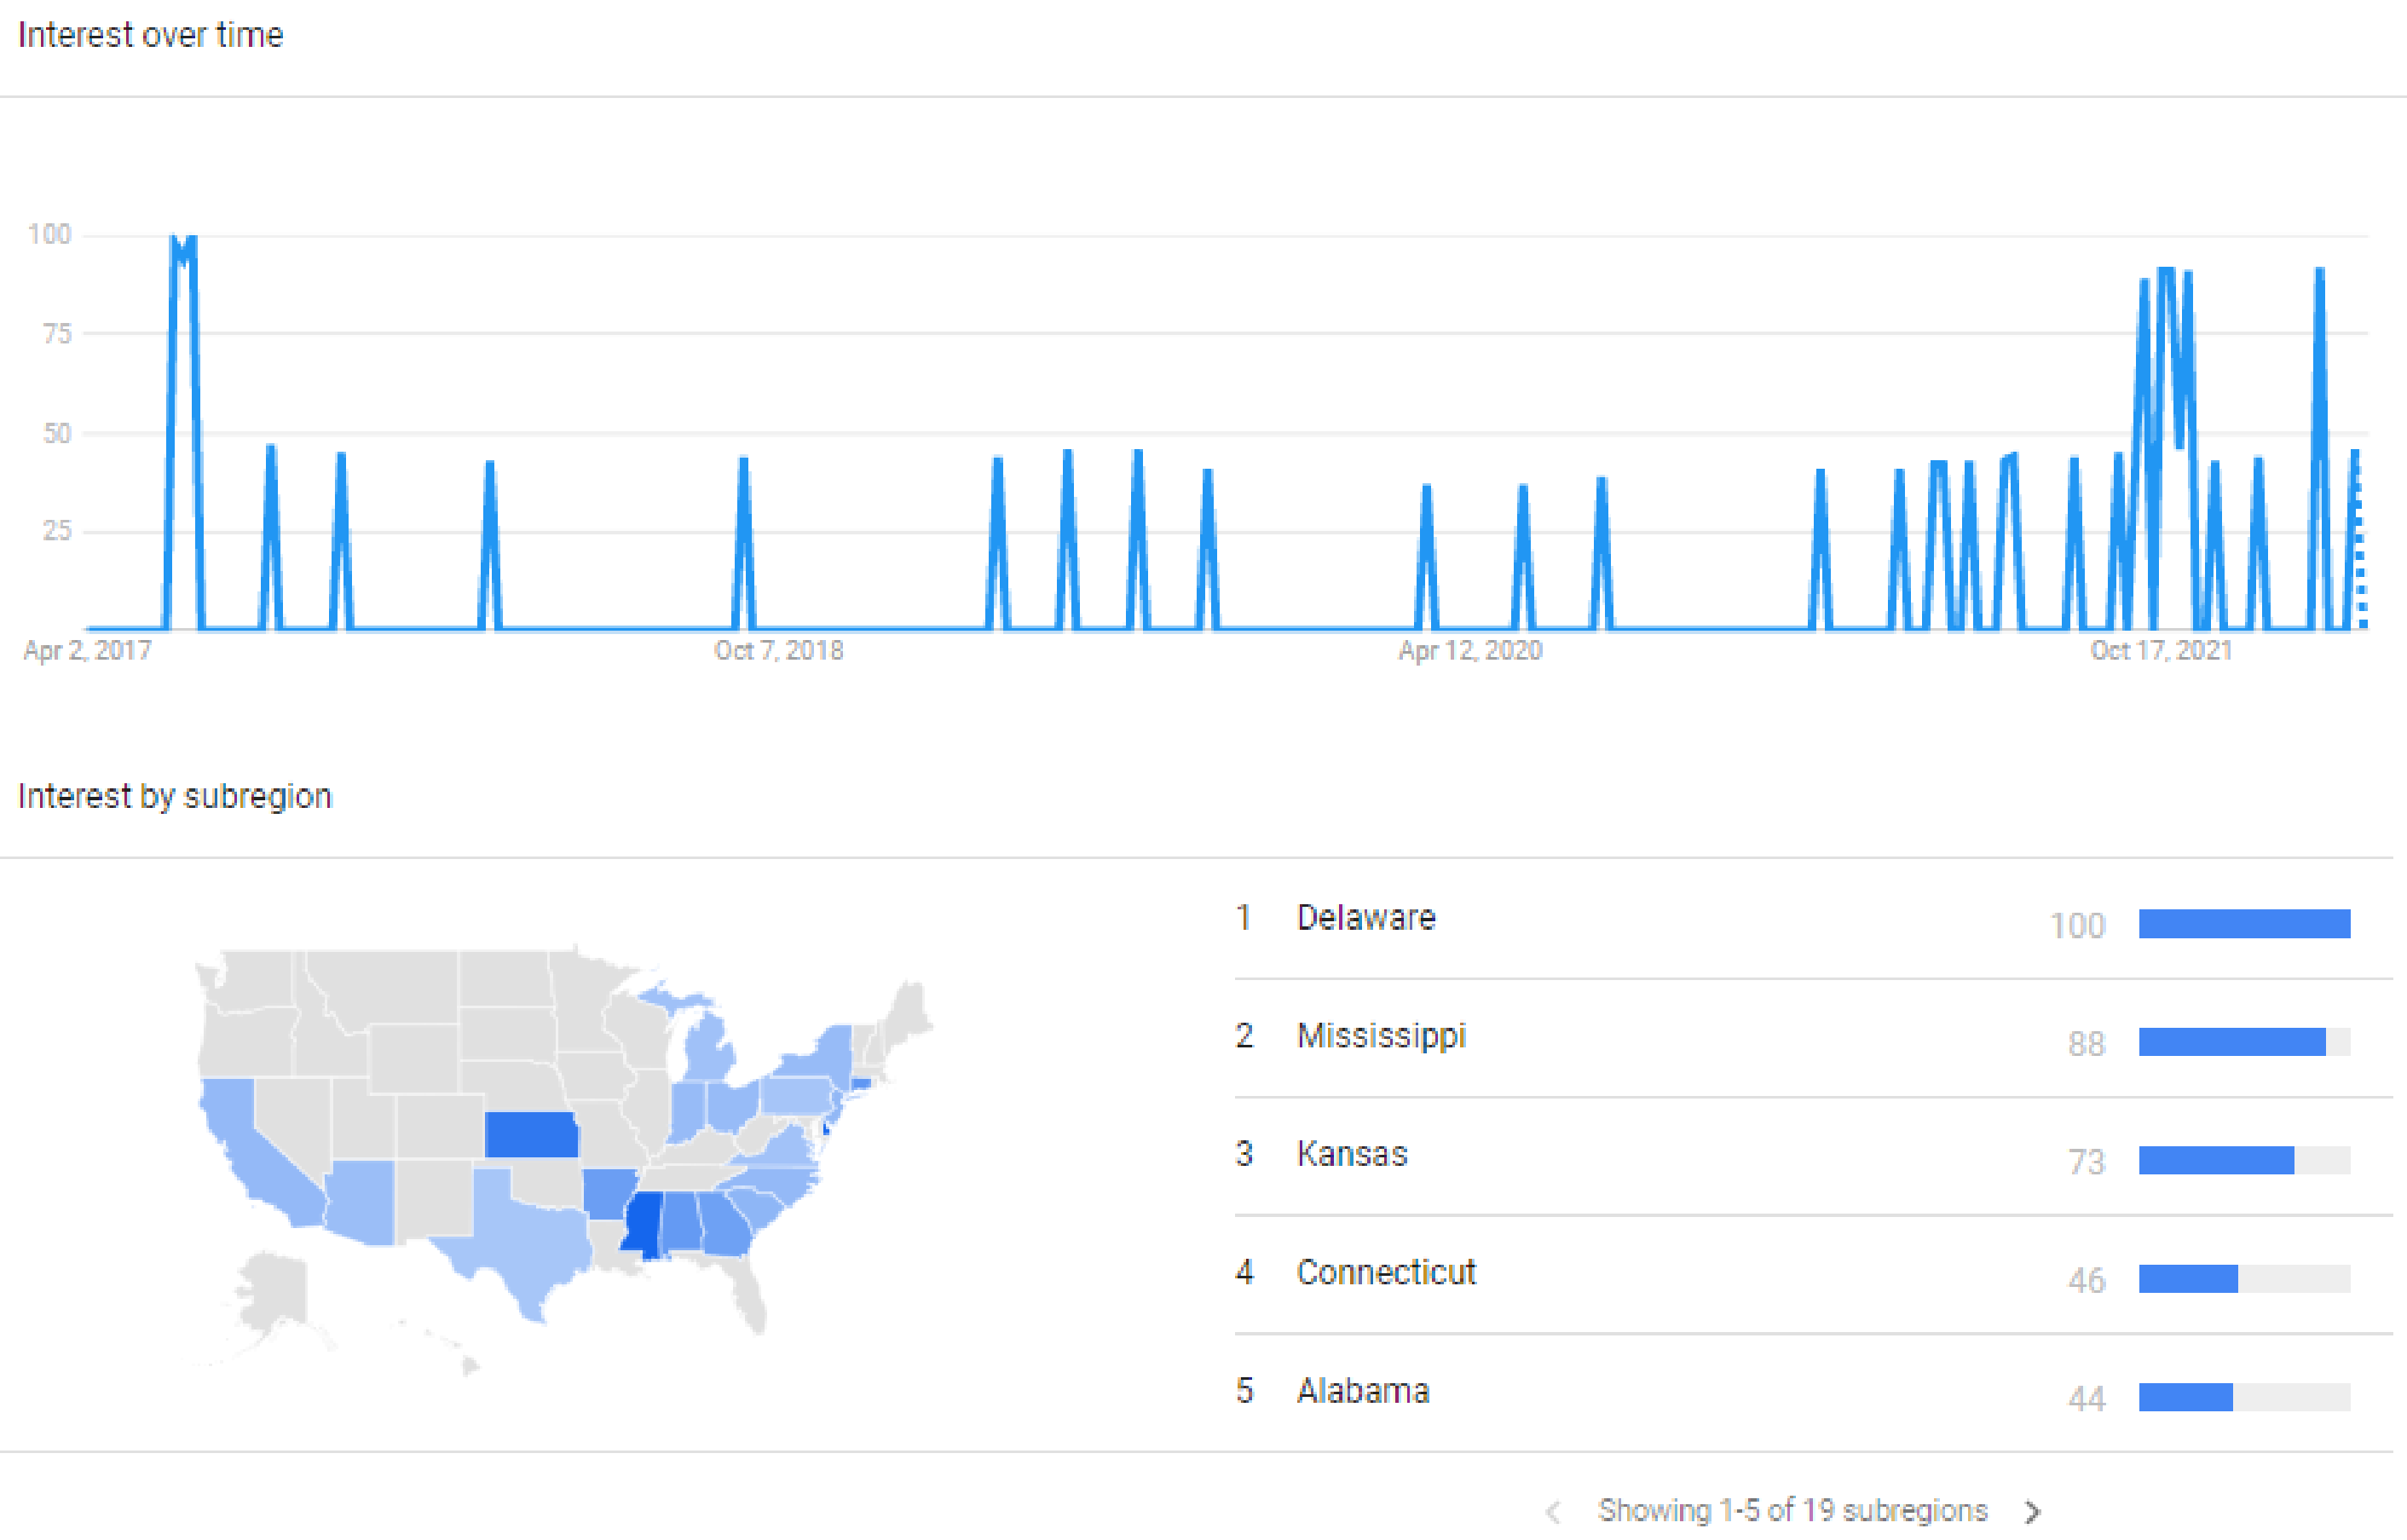 Interest over time
100
75
50
25
Apr 2, 2017 Oct 7, 2018 Apr 12, 2020 Oct 17, 2021
Interest by subregion
1 Delaware 100
2 Mississippi 88
3 Kansas 73
4 Connecticut 46
5 Alabama 44
Showing 1-5 of 19 subregions